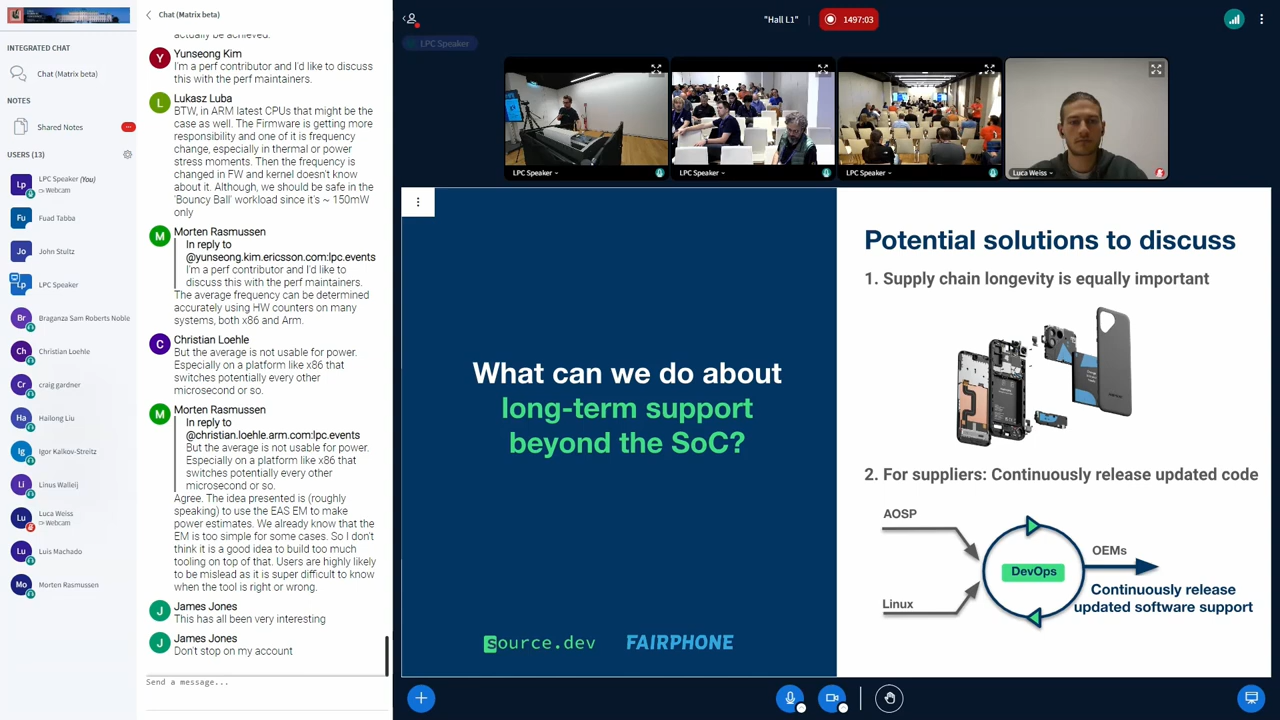 INTEGRATED CHAT
Chat (Matrix beta)
NOTES
Shared Notes
USERS (13)
Lp
LPC Speaker (You)
Webcam
Fu
Fuad Tabba
Jo
John Stultz
Lp
LPC Speaker
Br
Braganza Sam Roberts Noble
Ch
Christian Loehle
Cr
craig gardner
Ha
Hailong Liu
Ig
Igor Kalkov-Streitz
Li
Linus Walleij
Lu
Luca Weiss
Webcam
Lu
Luis Machado
Mo
Morten Rasmussen
Chat (Matrix beta)
actually be achieved.
Y
Yunseong Kim
I'm a perf contributor and I'd like to discuss
this with the perf maintainers.
L
Lukasz Luba
BTW, in ARM latest CPUs that might be the
case as well. The Firmware is getting more
responsibility and one of it is frequency
change, especially in thermal or power
stress moments. Then the frequency is
changed in FW and kernel doesn't know
about it. Although, we should be safe in the
'Bouncy Ball' workload since it's ~ 150mW
only
M
Morten Rasmussen
In reply to
@yunseong.kim.ericsson.com:lpc.events
I'm a perf contributor and I'd like to
discuss this with the perf maintainers.
The average frequency can be determined
accurately using HW counters on many
systems, both x86 and Arm.
C
Christian Loehle
But the average is not usable for power.
Especially on a platform like x86 that
switches potentially every other
microsecond or so.
M
Morten Rasmussen
In reply to
@christian.loehle.arm.com:lpc.events
But the average is not usable for power.
Especially on a platform like x86 that
switches potentially every other
microsecond or so.
Agree. The idea presented is (roughly
speaking) to use the EAS EM to make
power estimates. We already know that the
EM is too simple for some cases. So I don't
think it is a good idea to build too much
tooling on top of that. Users are highly likely
to be mislead as it is super difficult to know
when the tool is right or wrong.
J
James Jones
This has all been very interesting
J
James Jones
Don't stop on my account
Send a message...
"Hall L1"
1497:03
LPC Speaker
LPC Speaker
LPC Speaker
LPC Speaker
Luca Weiss
What can we do about
long-term support
beyond the SoC?
source.dev
FAIRPHONE
Potential solutions to discuss
1. Supply chain longevity is equally important
2. For suppliers: Continuously release updated code
AOSP
Linux
DevOps
OEMs
Continuously release
updated software support